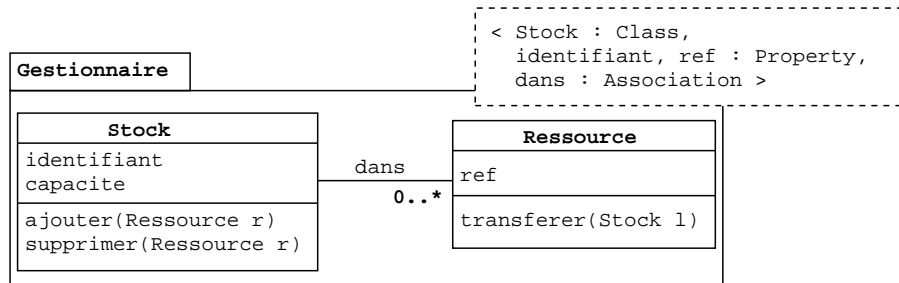 < Stock : Class,
identifiant, ref : Property,
dans : Association >
Gestionnaire
Stock
identifiant
capacite
ajouter(Ressource r)
supprimer(Ressource r)
dans
0..*
Ressource
ref
transferer(Stock l)